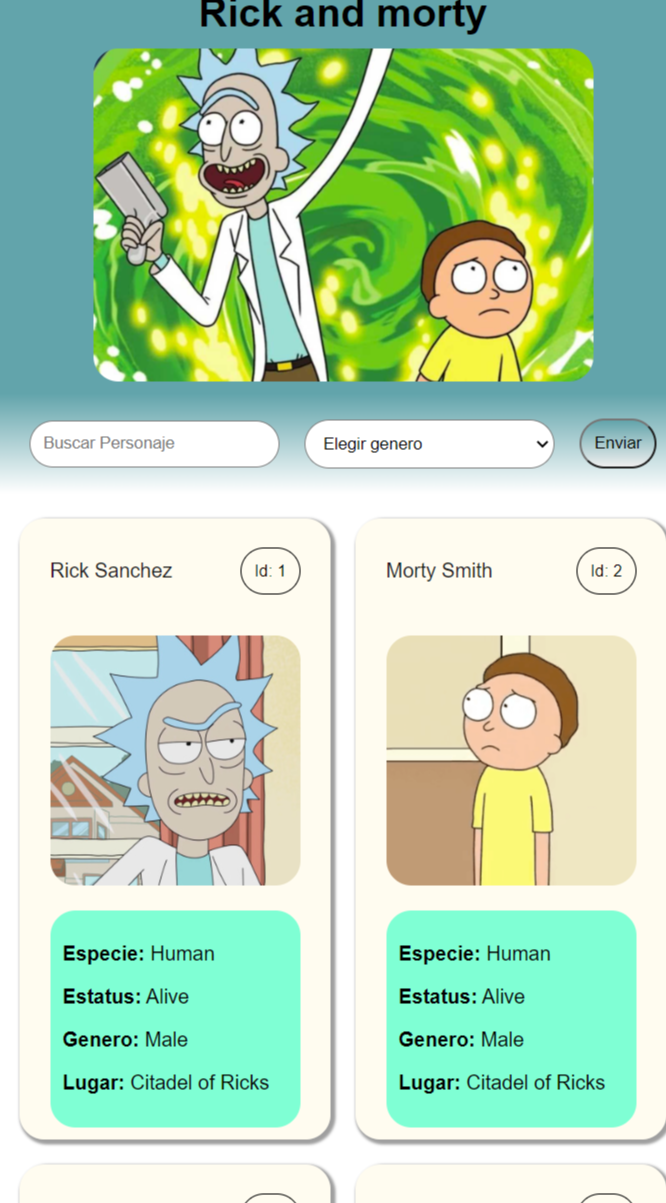 Rick and morty
Buscar Personaje
Elegir genero
Enviar
Rick Sanchez
Id: 1
Morty Smith
Id: 2
Especie: Human
Estatus: Alive
Genero: Male
Lugar: Citadel of Ricks
Especie: Human
Estatus: Alive
Genero: Male
Lugar: Citadel of Ricks